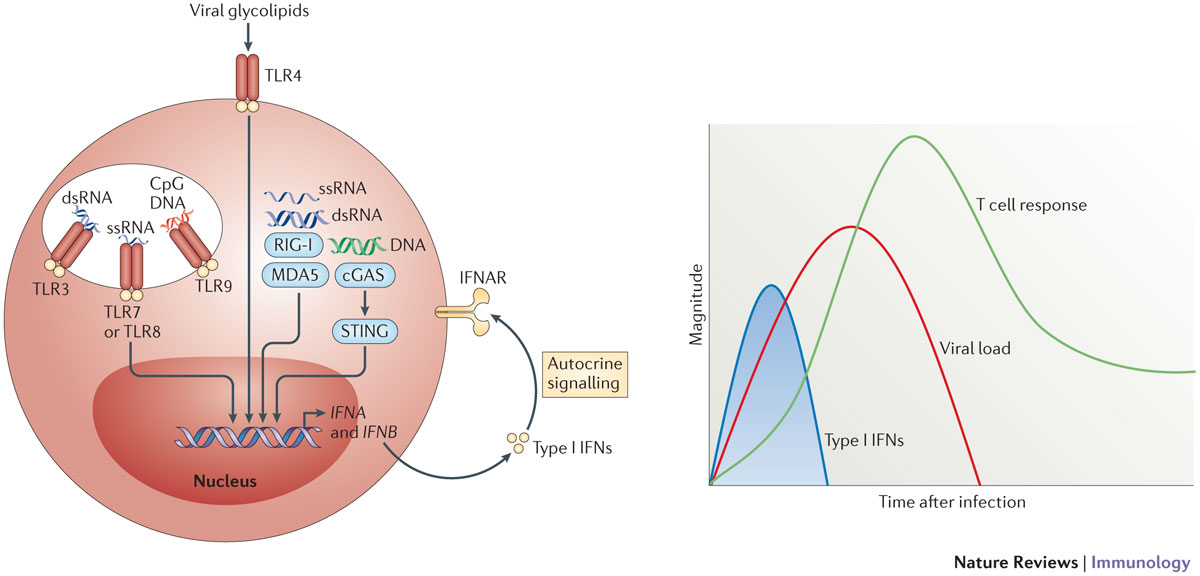 Viral glycolipids
TLR4
CpG
DNA
dsRNA
ssRNA
TLR3
TLR9
TLR7
or TLR8
ssRNA
dsRNA
RIG-I
DNA
MDA5
cGAS
STING
IFNAR
Autocrine
signalling
IFNA
and IFNB
Type I IFNs
Nucleus
Magnitude
T cell response
Viral load
Type I IFNs
Time after infection
Nature Reviews | Immunology